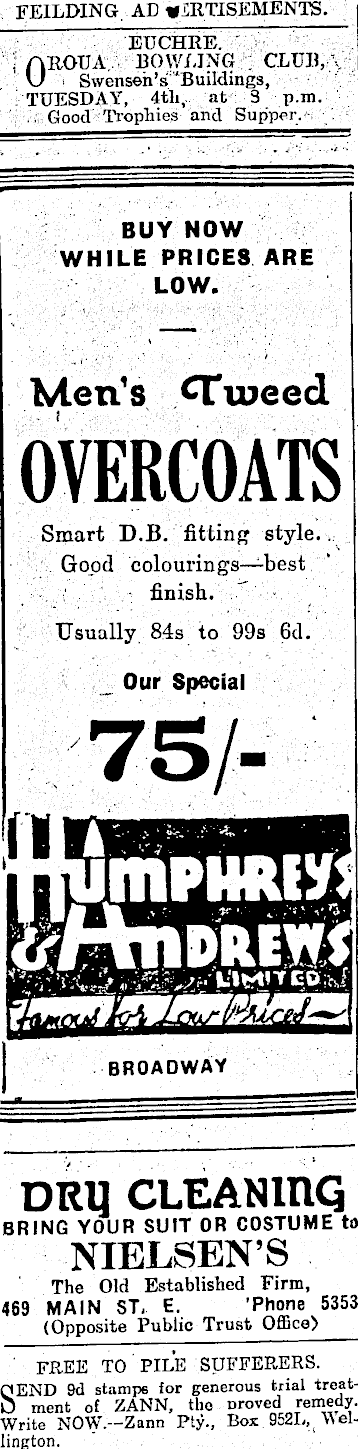 FEILDING ADVERTISEMENTS.
EUCHRE.
OROUA BOWLING CLUB,
Swensen's Buildings,
TUESDAY, 4th, at 8 p.m.
Good Trophies and Supper.
BUY NOW
WHILE PRICES ARE
LOW.
Men's Tweed
OVERCOATS
Smart D.B. fitting style.
Good colourings—best
finish.
Usually 84s to 99s 6d.
Our Special
75/-
HUMPHREYS
& ANDREWS
LIMITED
Famous for Low Prices—
BROADWAY
DRY CLEANING
BRING YOUR SUIT OR COSTUME to
NIELSEN'S
The Old Established Firm,
469 MAIN ST. E. 'Phone 5353
(Opposite Public Trust Office)
FREE TO PILE SUFFERERS.
SEND 9d stamps for generous trial treat-
ment of ZANN, the proved remedy.
Write NOW.—Zann Pty., Box 952L, Wel-
lington.